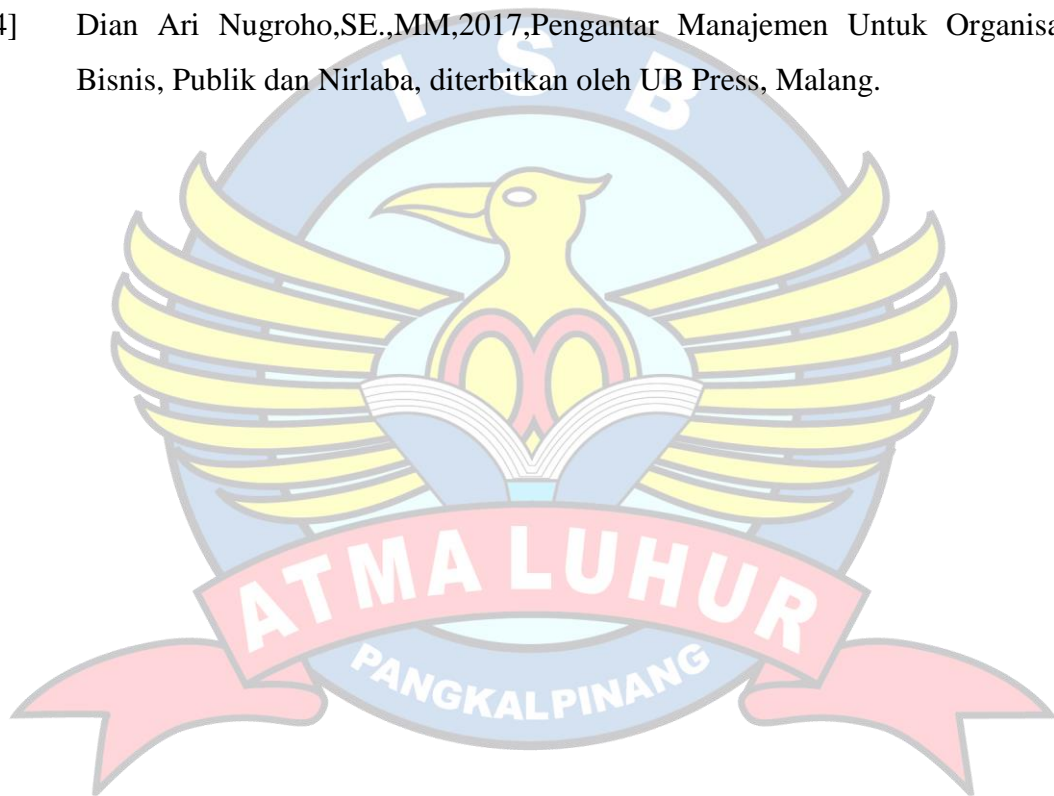 4] Dian Ari Nugroho,SE.,MM,2017,Pengantar Manajemen Untuk Organisa
Bisnis, Publik dan Nirlaba, diterbitkan oleh UB Press, Malang.
I S B
ATMA LUHUR
PANGKALPINANG